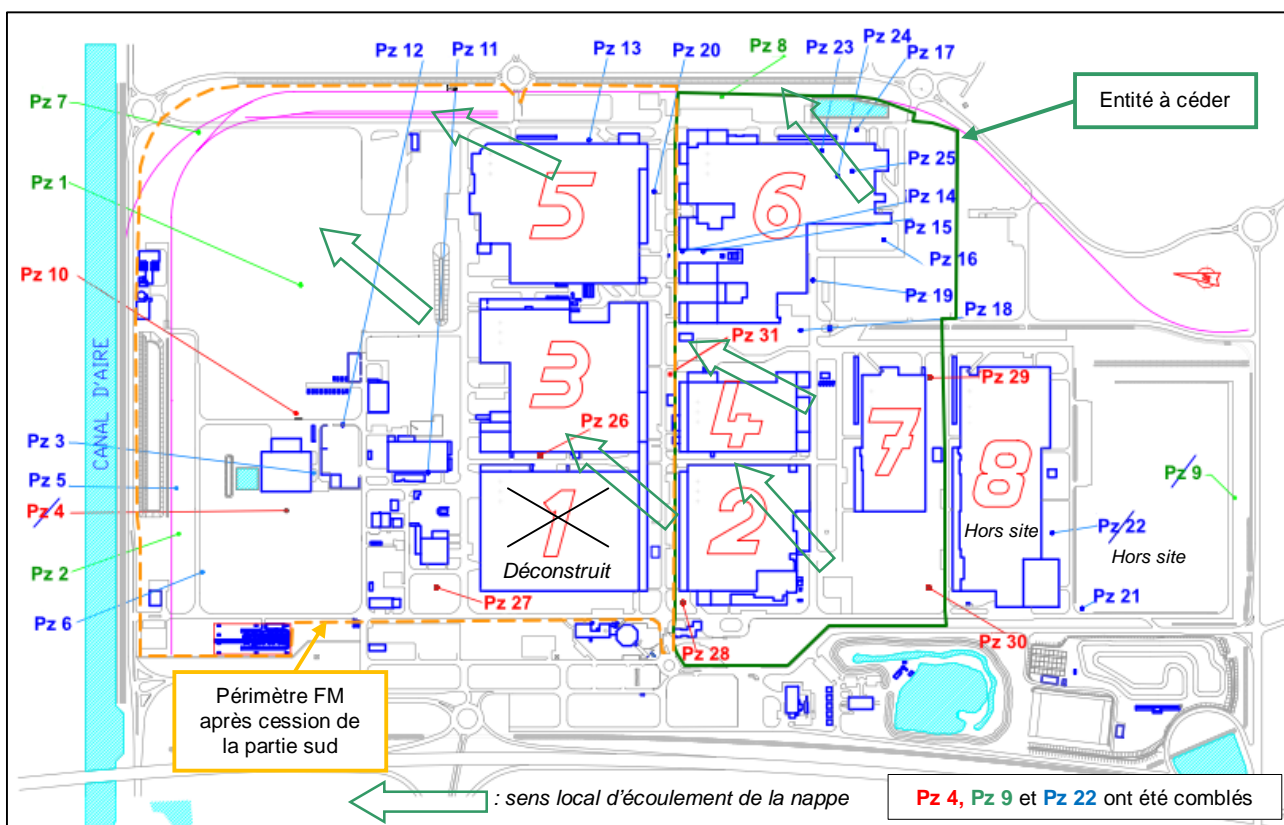 Pz 12
Pz 11
Pz 13
Pz 20
Pz 8
Pz 23
Pz 24
Pz 17
Pz 7
Entité à céder
Pz 1
5
6
Pz 25
Pz 14
Pz 15
Pz 16
Pz 10
Pz 19
Pz 18
CANAL D'AIRE
3
Pz 31
4
Pz 29
7
8
Pz 26
Pz 3
Pz 5
Pz 4
Pz 9
1
2
Hors site
Pz 22
Hors site
Déconstruit
Pz 2
Pz 27
Pz 21
Pz 6
Pz 28
Pz 30
Périmètre FM
après cession de
la partie sud
: sens local d'écoulement de la nappe
Pz 4, Pz 9 et Pz 22 ont été comblés